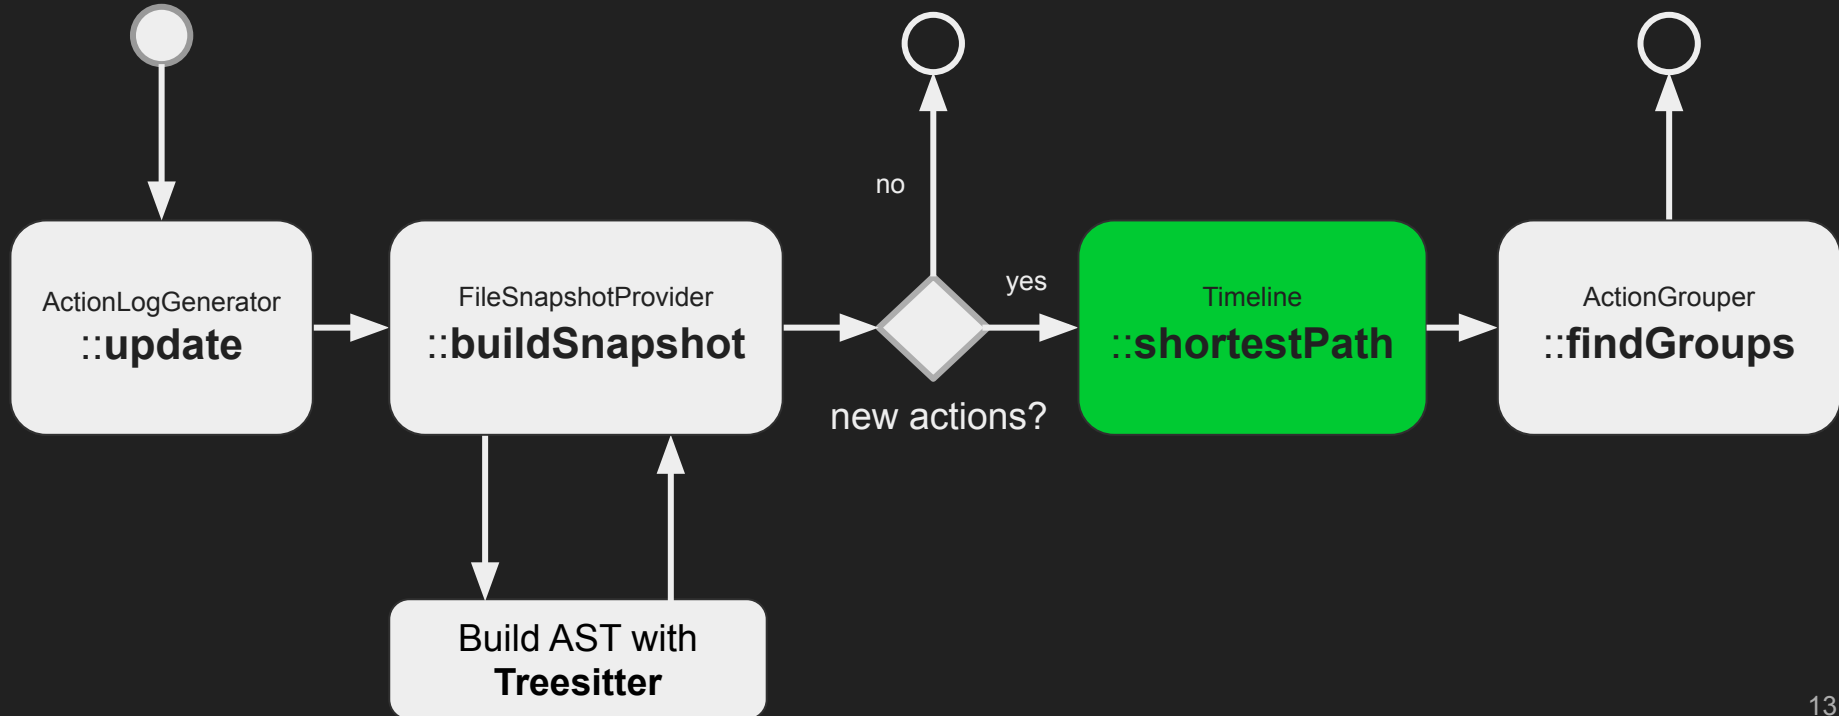 ActionLogGenerator
::update
FileSnapshotProvider
::buildSnapshot
Build AST with
Treesitter
no
yes
new actions?
Timeline
::shortestPath
ActionGrouper
::findGroups
13